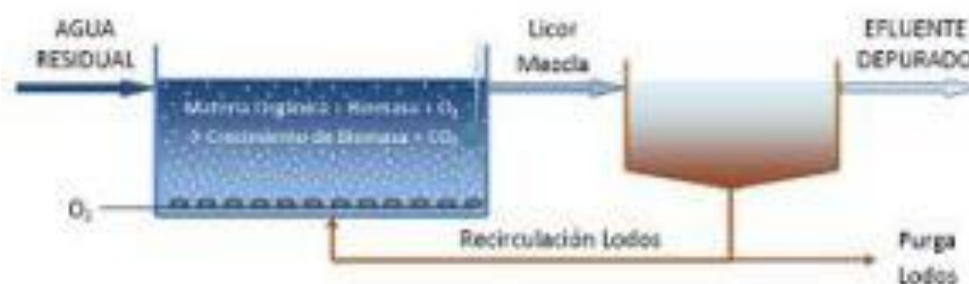 AGUA
RESIDUAL
Licor
Mezcla
EFLUENTE
DEPURADO
Materia Orgánica + Biomasa + O₂
→ Crecimiento de Biomasa + CO₂
O₂
Recirculación Lodos
Purga
Lodos